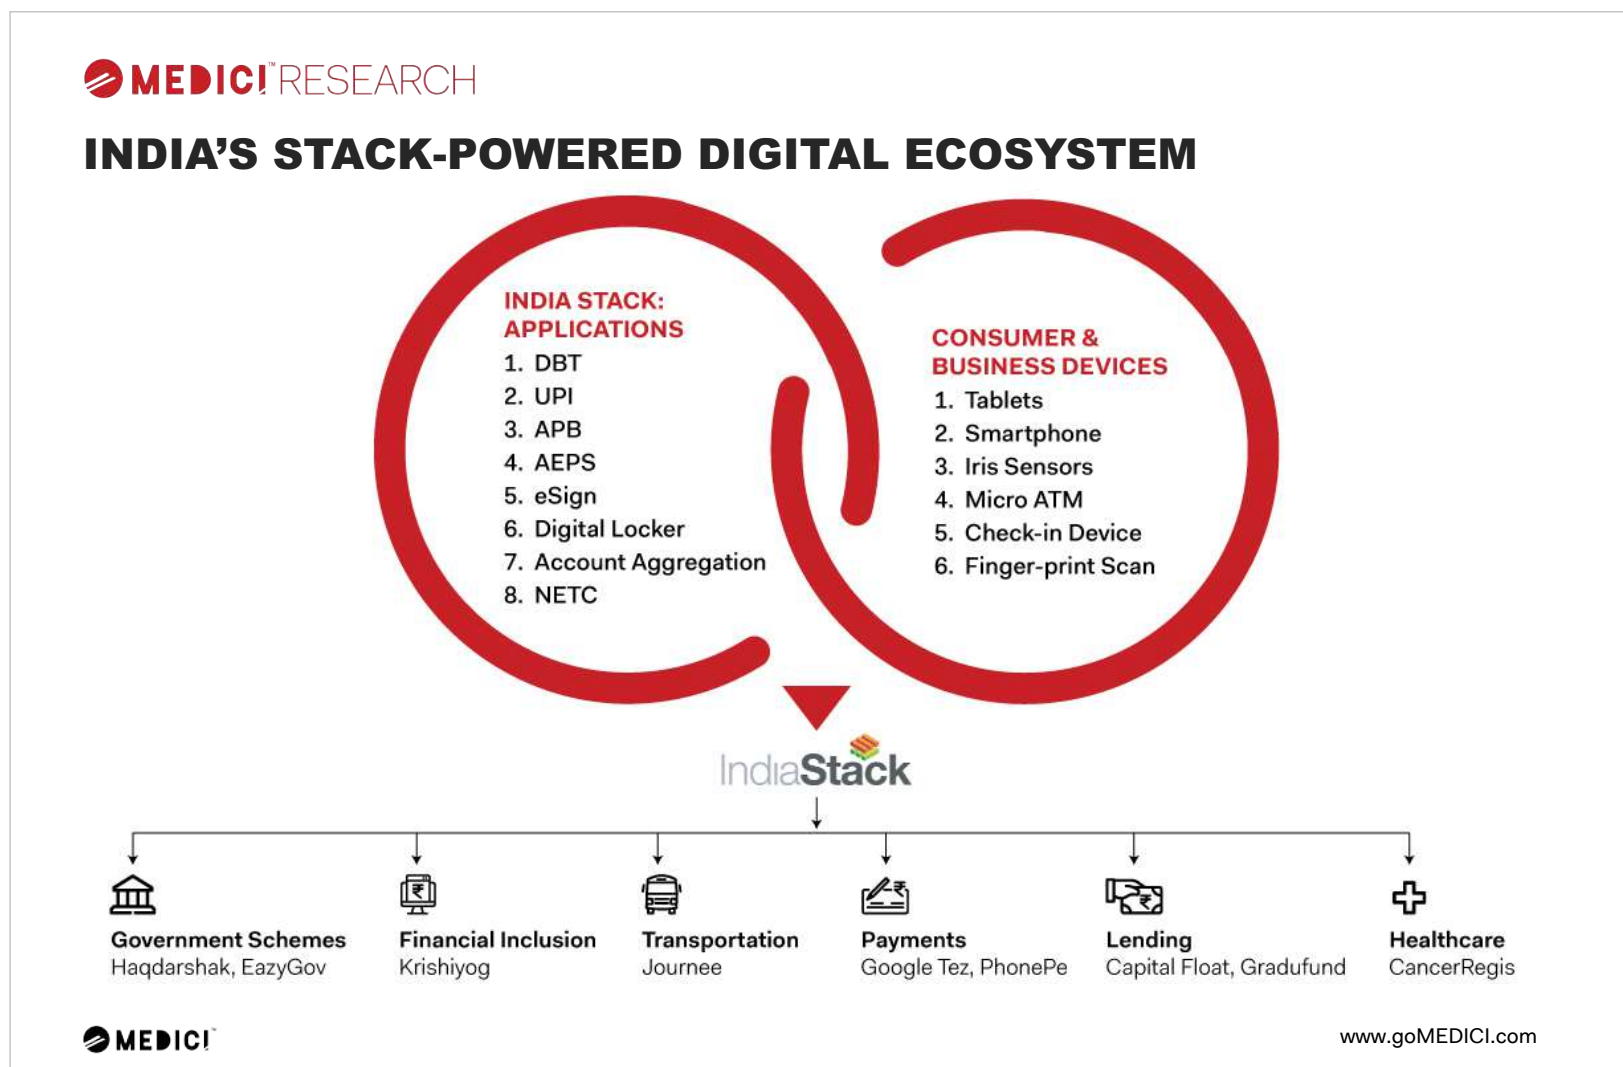 MEDICI™ RESEARCH
INDIA'S STACK-POWERED DIGITAL ECOSYSTEM
INDIA STACK:
APPLICATIONS
1. DBT
2. UPI
3. APB
4. AEPS
5. eSign
6. Digital Locker
7. Account Aggregation
8. NETC
CONSUMER &
BUSINESS DEVICES
1. Tablets
2. Smartphone
3. Iris Sensors
4. Micro ATM
5. Check-in Device
6. Finger-print Scan
IndiaStack
Government Schemes
Haqdarshak, EazyGov
Financial Inclusion
Krishiyog
Transportation
Journee
Payments
Google Tez, PhonePe
Lending
Capital Float, Gradufund
Healthcare
CancerRegis
MEDICI™
www.goMEDICI.com